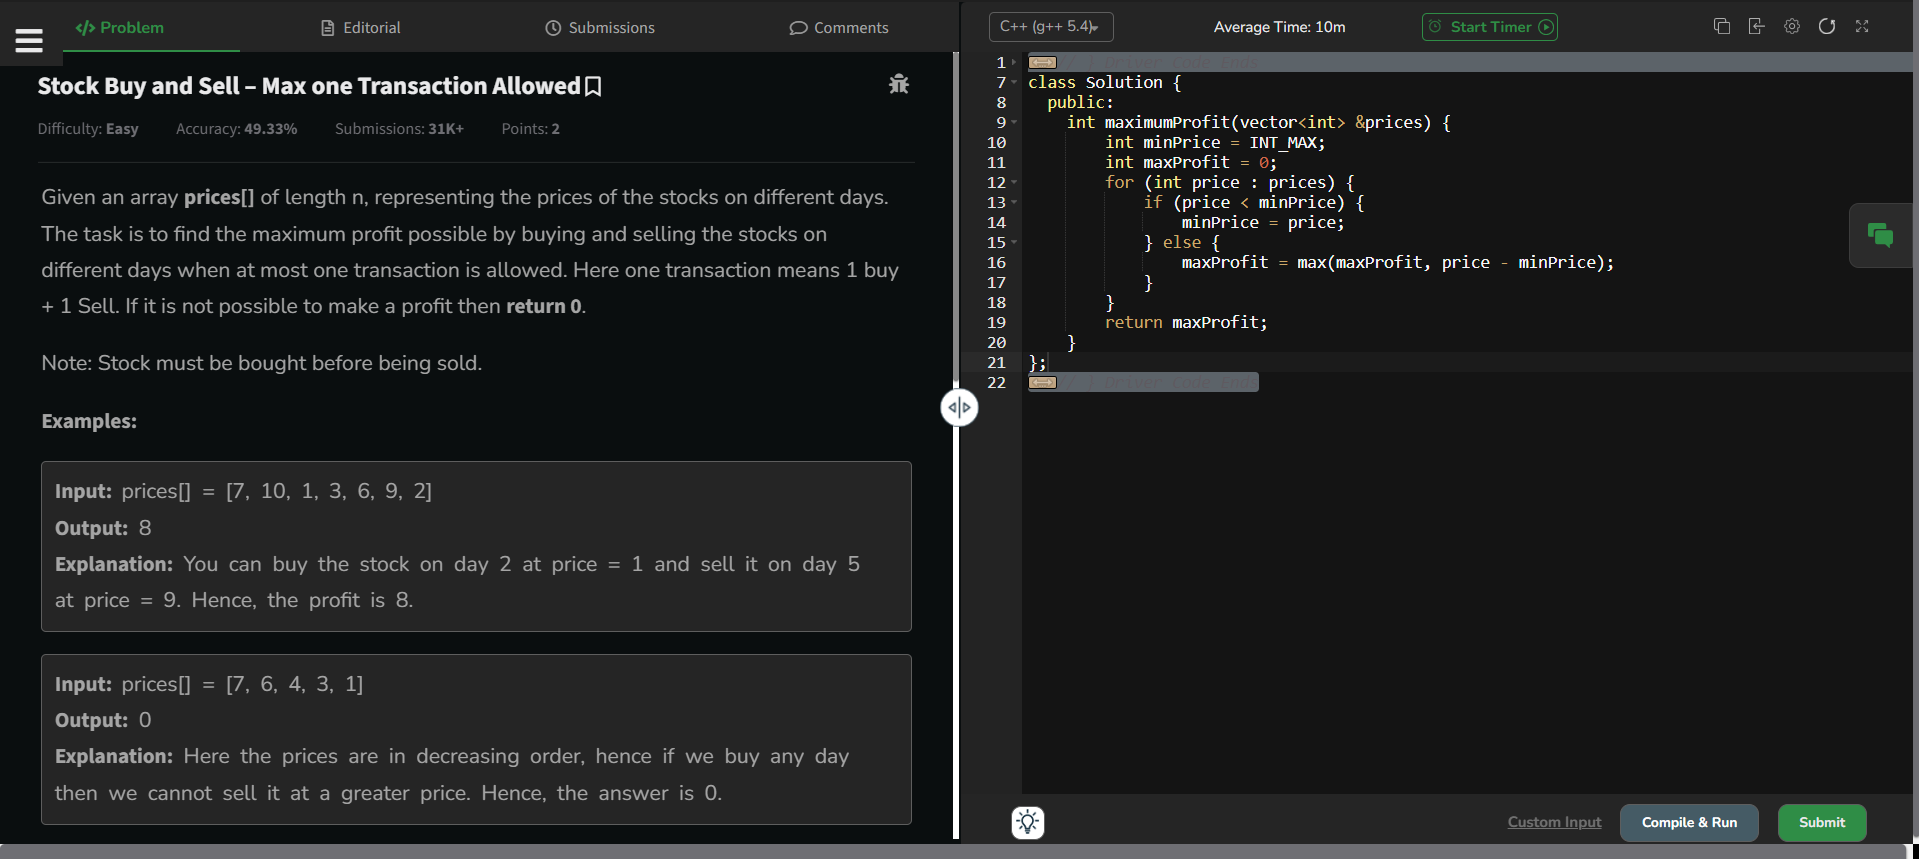 </> Problem
Editorial
Submissions
Comments
Stock Buy and Sell – Max one Transaction Allowed
Difficulty: Easy Accuracy: 49.33% Submissions: 31K+ Points: 2
Given an array prices[] of length n, representing the prices of the stocks on different days.
The task is to find the maximum profit possible by buying and selling the stocks on
different days when at most one transaction is allowed. Here one transaction means 1 buy
+ 1 Sell. If it is not possible to make a profit then return 0.
Note: Stock must be bought before being sold.
Examples:
Input: prices[] = [7, 10, 1, 3, 6, 9, 2]
Output: 8
Explanation: You can buy the stock on day 2 at price = 1 and sell it on day 5
at price = 9. Hence, the profit is 8.
Input: prices[] = [7, 6, 4, 3, 1]
Output: 0
Explanation: Here the prices are in decreasing order, hence if we buy any day
then we cannot sell it at a greater price. Hence, the answer is 0.
C++ (g++ 5.4)
Average Time: 10m
Start Timer
1 // } Driver Code Ends
7 class Solution {
8 public:
9 int maximumProfit(vector<int> &prices) {
10 int minPrice = INT_MAX;
11 int maxProfit = 0;
12 for (int price : prices) {
13 if (price < minPrice) {
14 minPrice = price;
15 } else {
16 maxProfit = max(maxProfit, price - minPrice);
17 }
18 }
19 return maxProfit;
20 }
21 };
22 // } Driver Code Ends
Custom Input
Compile & Run
Submit